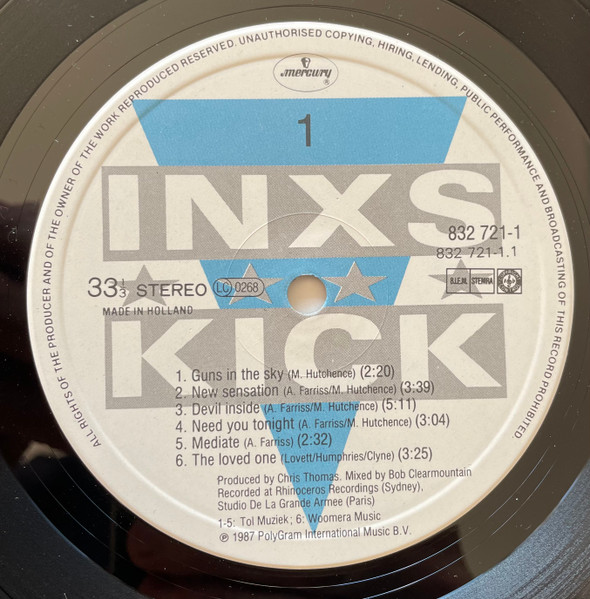 ALL RIGHTS OF THE PRODUCER AND OF THE OWNER OF THE WORK REPRODUCED RESERVED. UNAUTHORISED COPYING, HIRING, LENDING, PUBLIC PERFORMANCE AND BROADCASTING OF THIS RECORD PROHIBITED
mercury
1
INXS
832 721-1
832 721-1.1
33⅓ STEREO LC 0268
B.I.E.M. STEMRA
MADE IN HOLLAND
KICK
1. Guns in the sky (M. Hutchence) (2:20)
2. New sensation (A. Farriss/M. Hutchence) (3:39)
3. Devil inside (A. Farriss/M. Hutchence) (5:11)
4. Need you tonight (A. Farriss/M. Hutchence) (3:04)
5. Mediate (A. Farriss) (2:32)
6. The loved one (Lovett/Humphries/Clyne) (3:25)
Produced by Chris Thomas. Mixed by Bob Clearmountain
Recorded at Rhinoceros Recordings (Sydney),
Studio De La Grande Armee (Paris)
1-5: Tol Muziek; 6: Woomera Music
℗ 1987 PolyGram International Music B.V.